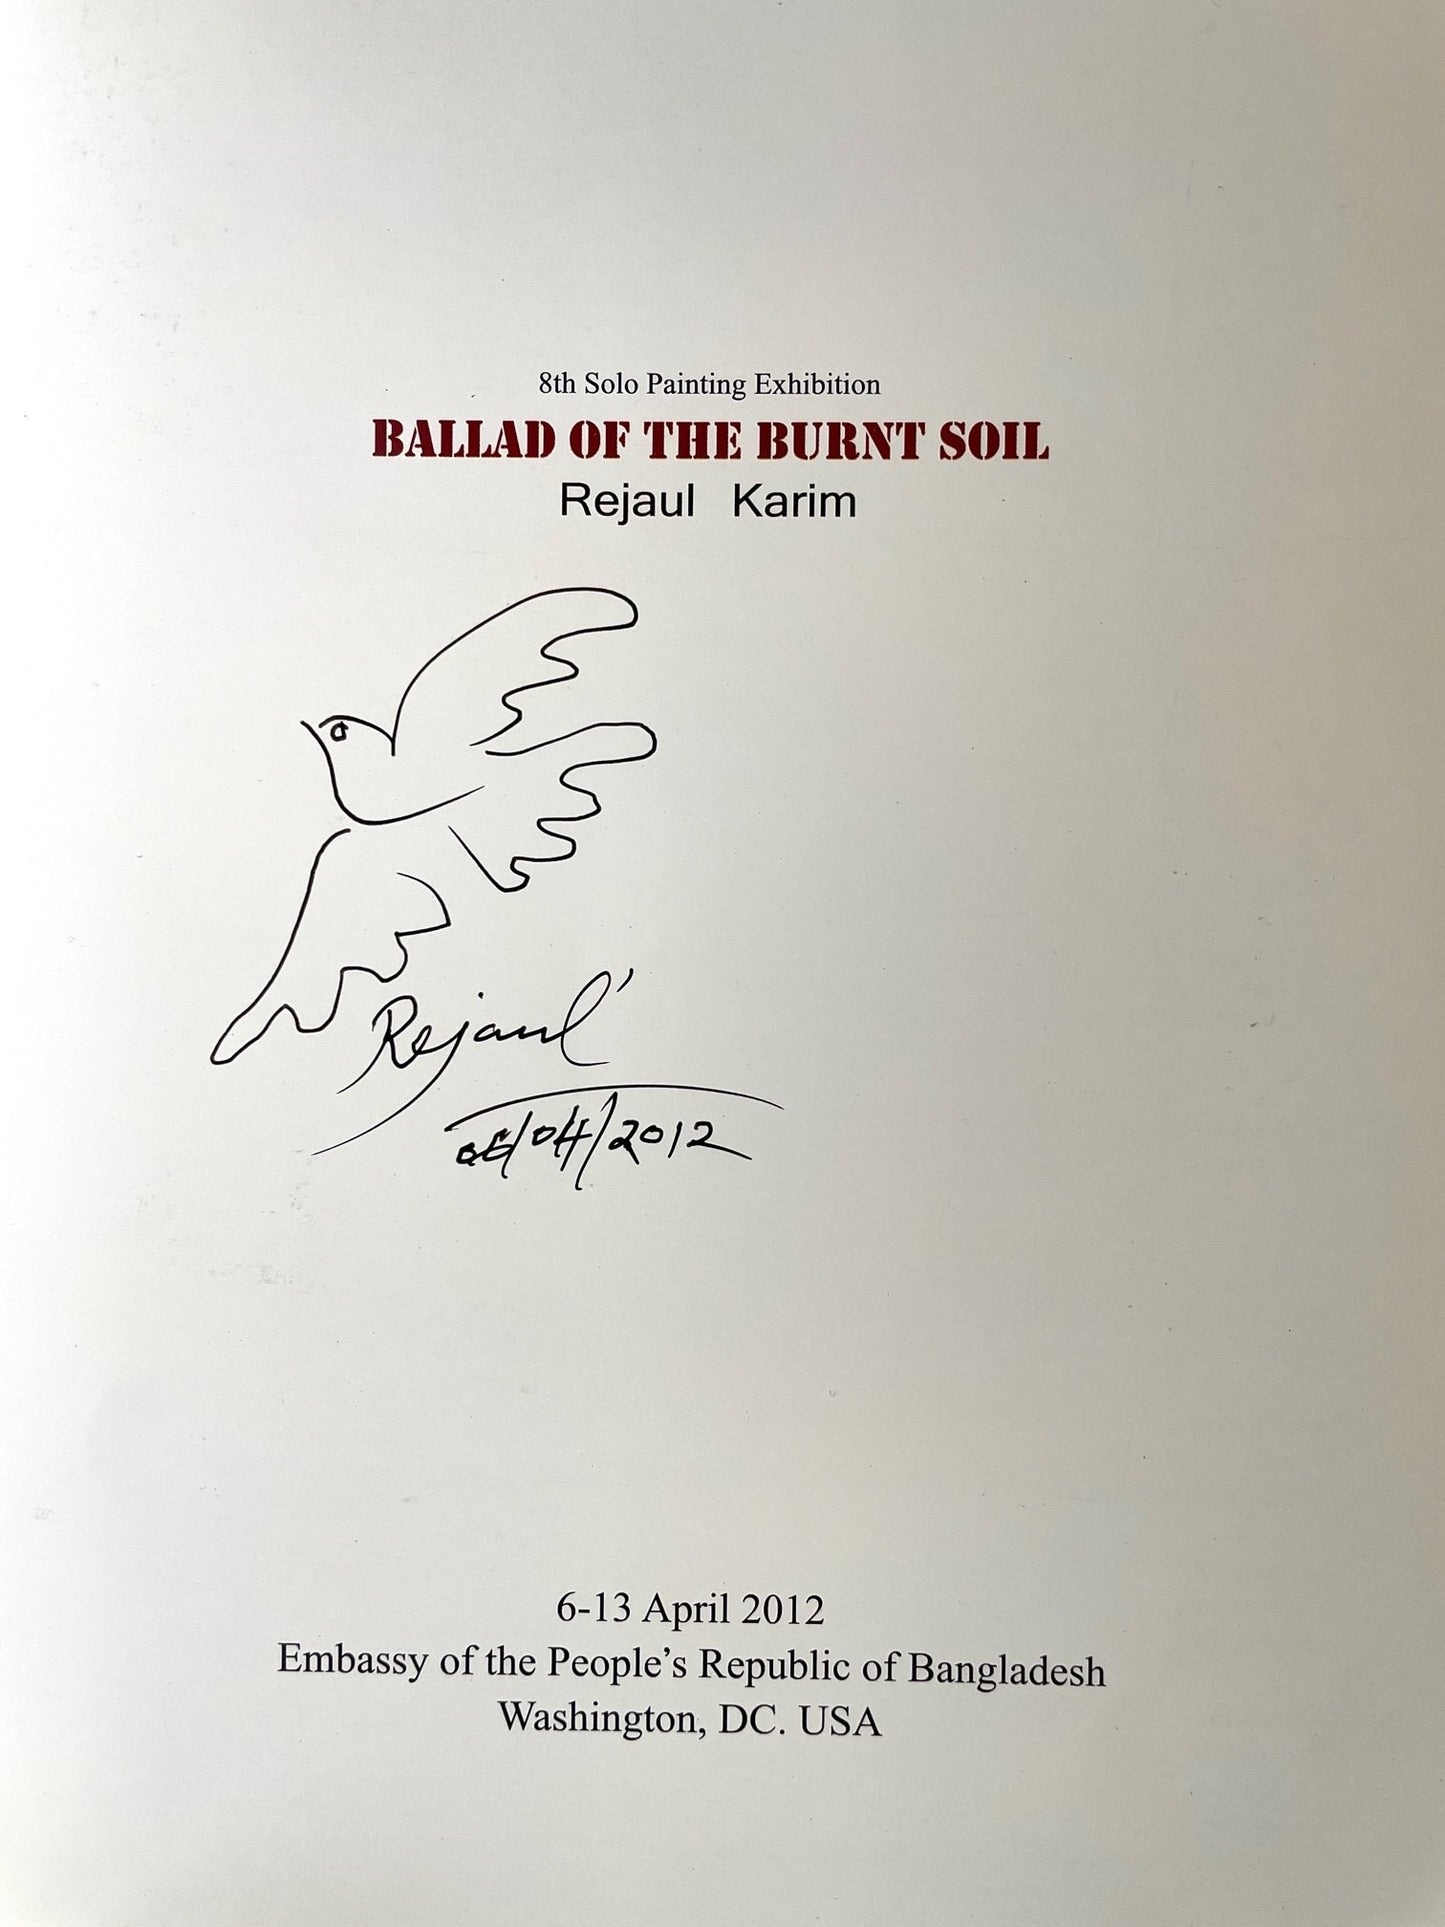 8th Solo Painting Exhibition
BALLAD OF THE BURNT SOIL
Rejaul Karim
Rejaul
06/04/2012
6-13 April 2012
Embassy of the People's Republic of Bangladesh
Washington, DC. USA